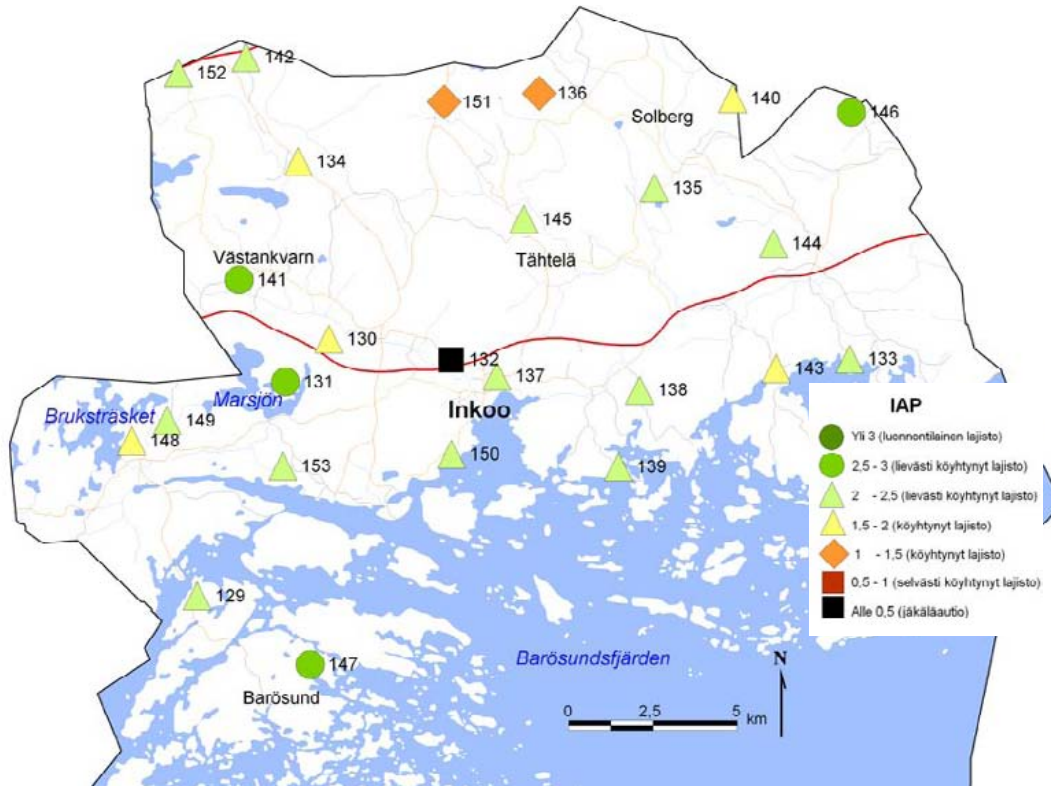 142
152
151
136
140
146
Solberg
134
135
145
144
Västankvarn
Tähtelä
141
130
132
133
131
137
143
138
Marsjön
Inkoo
Bruksträsket
149
148
150
153
139
IAP
Yli 3 (luonnontilainen lajisto)
2,5 - 3 (lievästi köyhtynyt lajisto)
2 - 2,5 (lievästi köyhtynyt lajisto)
1,5 - 2 (köyhtynyt lajisto)
1 - 1,5 (köyhtynyt lajisto)
0,5 - 1 (selvästi köyhtynyt lajisto)
Alle 0,5 (jäkäläautio)
129
147
Barösundsfjärden
N
Barösund
0 2,5 5
km